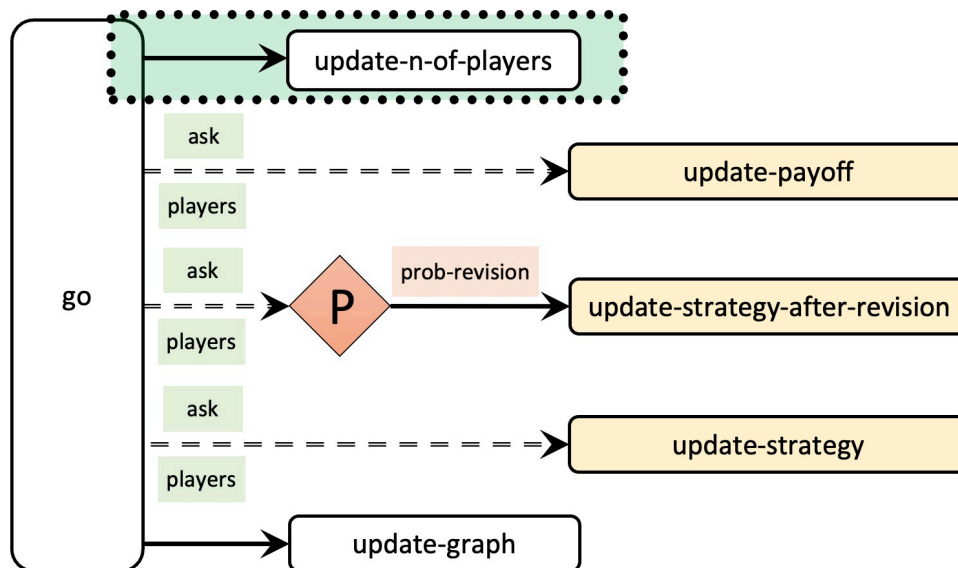 update-n-of-players
ask
update-payoff
players
ask
prob-revision
go
P
update-strategy-after-revision
players
ask
update-strategy
players
update-graph